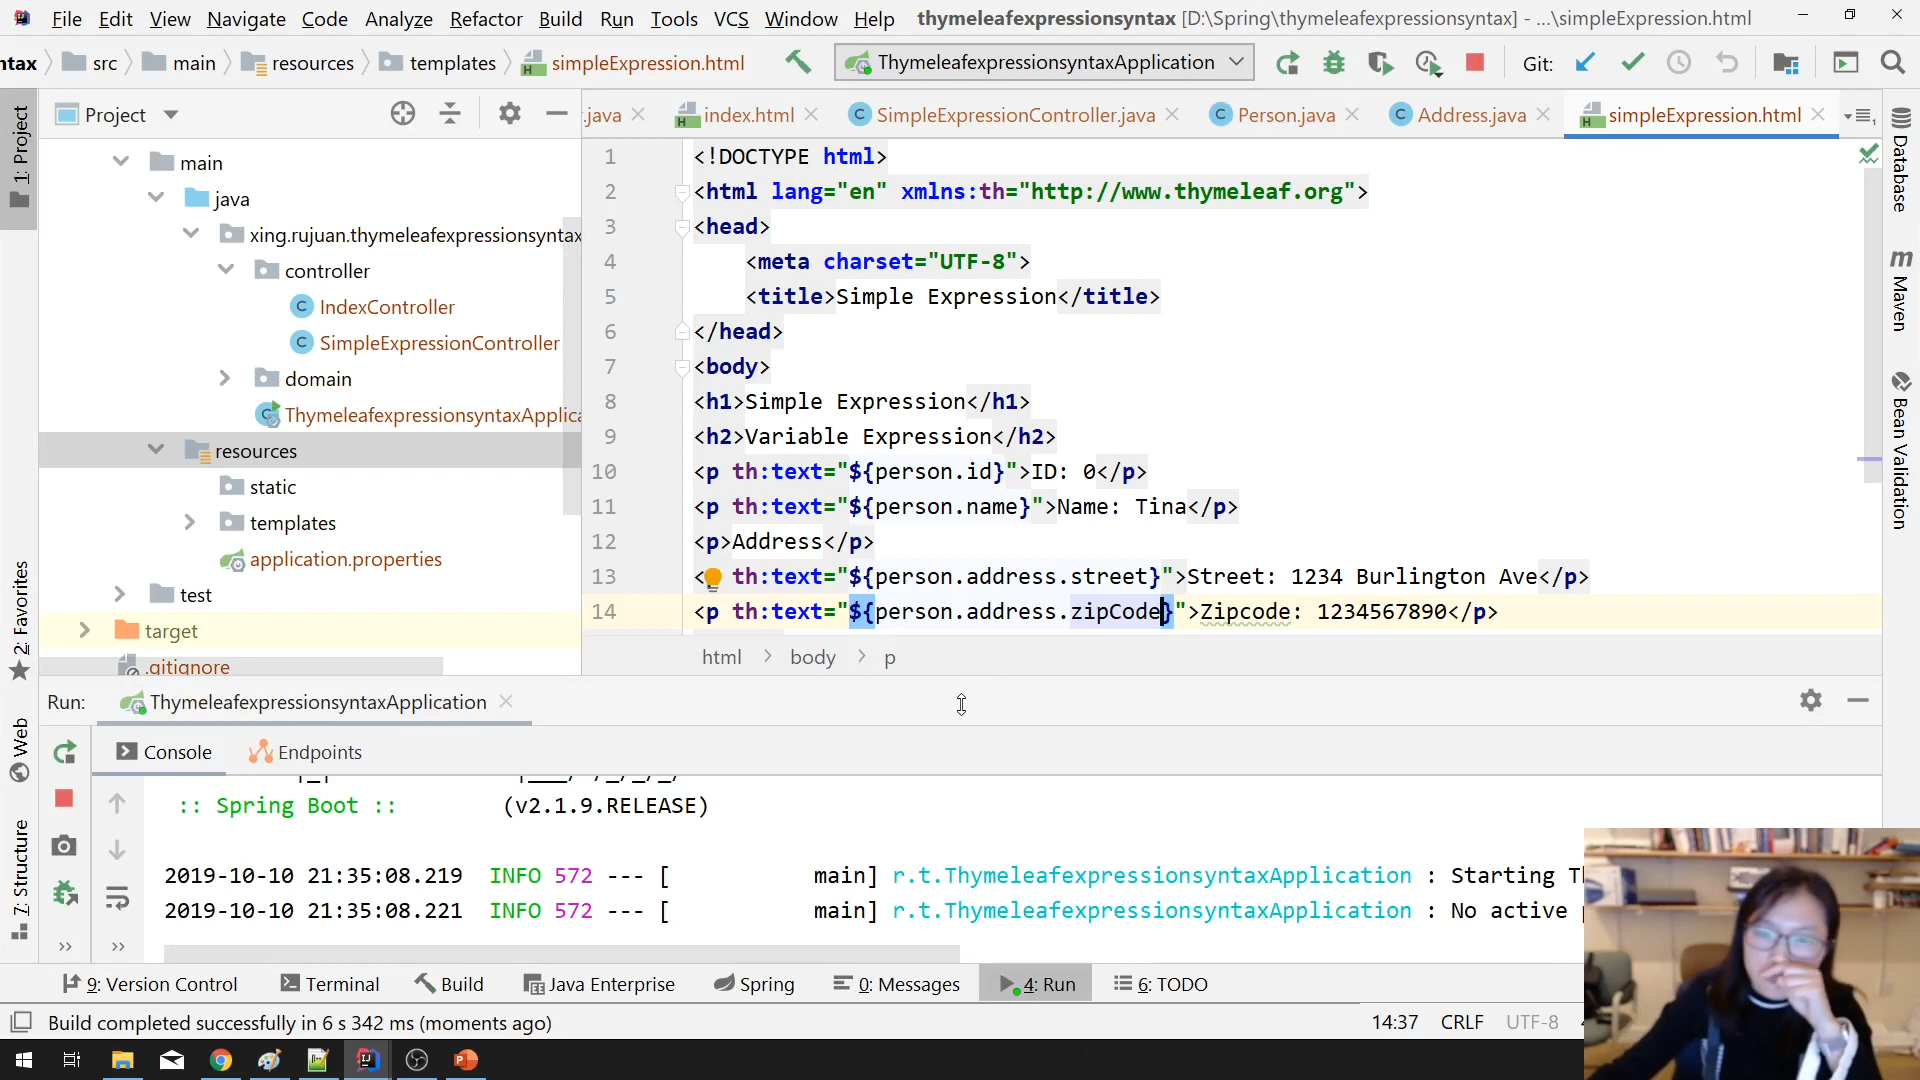 File Edit View Navigate Code Analyze Refactor Build Run Tools VCS Window Help thymeleafexpressionsyntax [D:\Spring\thymeleafexpressionsyntax] - ...\simpleExpression.html
ntax src main resources templates simpleExpression.html ThymeleafexpressionsyntaxApplication Git:
Project
.java index.html SimpleExpressionController.java Person.java Address.java simpleExpression.html
1: Project
2: Favorites
Web
7: Structure
main
java
xing.rujuan.thymeleafexpressionsyntax
controller
IndexController
SimpleExpressionController
domain
ThymeleafexpressionsyntaxApplica
resources
static
templates
application.properties
test
target
.gitignore
1 <!DOCTYPE html>
2 <html lang="en" xmlns:th="http://www.thymeleaf.org">
3 <head>
4 <meta charset="UTF-8">
5 <title>Simple Expression</title>
6 </head>
7 <body>
8 <h1>Simple Expression</h1>
9 <h2>Variable Expression</h2>
10 <p th:text="${person.id}">ID: 0</p>
11 <p th:text="${person.name}">Name: Tina</p>
12 <p>Address</p>
13 < th:text="${person.address.street}">Street: 1234 Burlington Ave</p>
14 <p th:text="${person.address.zipCode}">Zipcode: 1234567890</p>
html body p
Database
m Maven
Bean Validation
Run: ThymeleafexpressionsyntaxApplication
Console Endpoints
:: Spring Boot :: (v2.1.9.RELEASE)
2019-10-10 21:35:08.219 INFO 572 --- [ main] r.t.ThymeleafexpressionsyntaxApplication : Starting T
2019-10-10 21:35:08.221 INFO 572 --- [ main] r.t.ThymeleafexpressionsyntaxApplication : No active
9: Version Control Terminal Build Java Enterprise Spring 0: Messages 4: Run 6: TODO
Build completed successfully in 6 s 342 ms (moments ago) 14:37 CRLF UTF-8